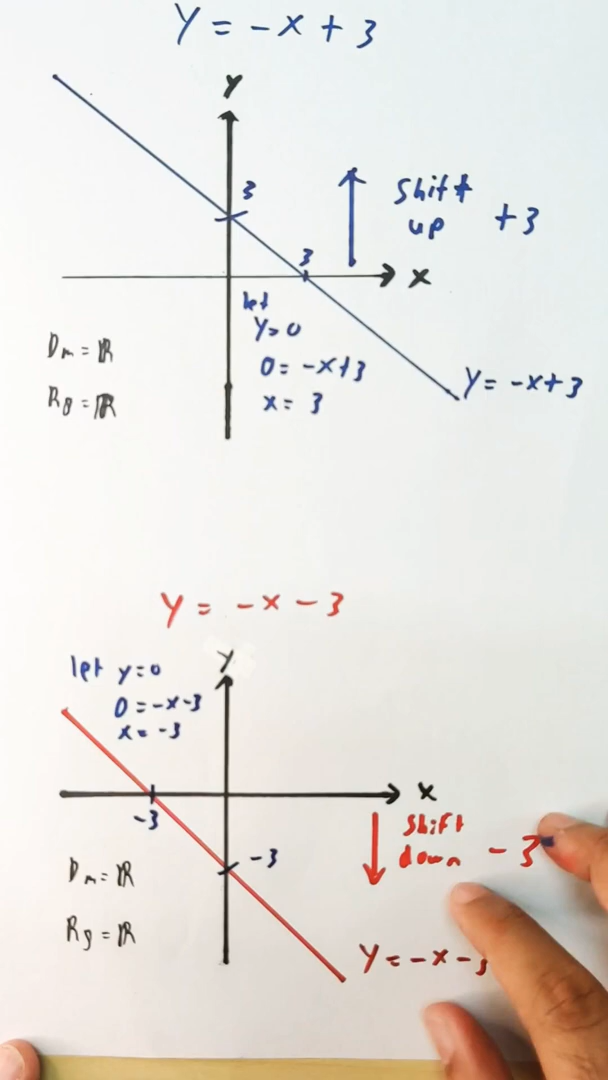 Y = -x + 3
Y
3
shift
up +3
3
x
let
y=0
0 = -x+3
x = 3
Dm = ℝ
Rg = ℝ
Y = -x+3
Y = -x - 3
let y=0
0 = -x-3
x = -3
y
x
-3
shift
down -3
-3
Dm = ℝ
Rg = ℝ
Y = -x -